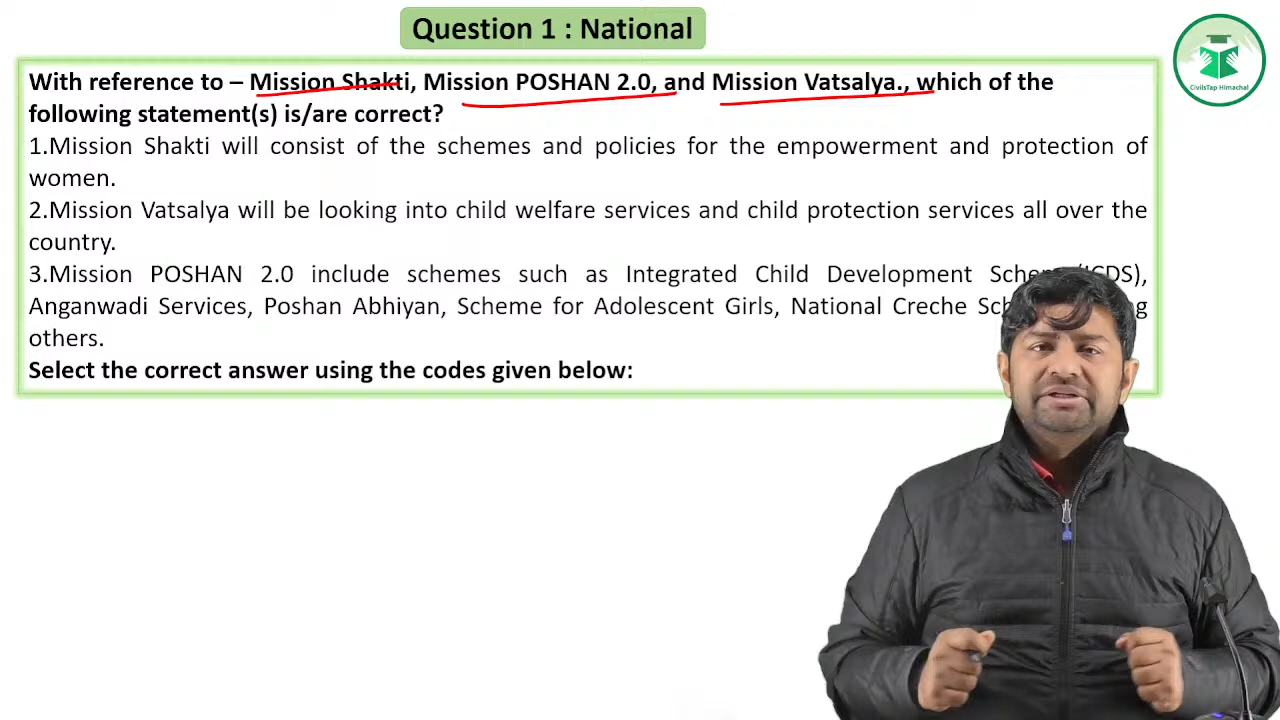 Question 1 : National
With reference to – Mission Shakti, Mission POSHAN 2.0, and Mission Vatsalya., which of the
following statement(s) is/are correct?
1.Mission Shakti will consist of the schemes and policies for the empowerment and protection of
women.
2.Mission Vatsalya will be looking into child welfare services and child protection services all over the
country.
3.Mission POSHAN 2.0 include schemes such as Integrated Child Development
Anganwadi Services, Poshan Abhiyan, Scheme for Adolescent Girls, National Creche
others.
Select the correct answer using the codes given below:
CivilsTap Himachal